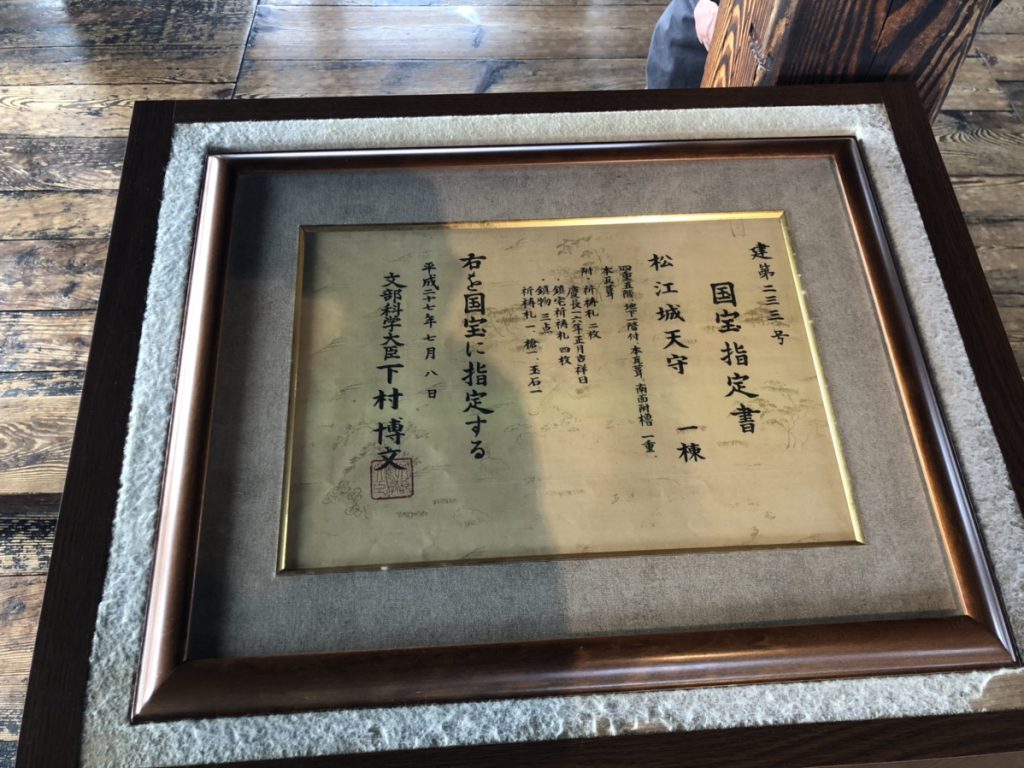 建第二三三号
国宝指定書
松江城天守 一棟
四重五階 地下一階付 本瓦葺 南面附櫓 一重、
本瓦葺
附 祈祷札 二枚
慶長一六年正月吉祥日
鎮宅祈祷札 四枚
鎮物 三点
祈祷札 一、槍一、玉石一
右を国宝に指定する
平成二十七年七月八日
文部科学大臣 下村博文